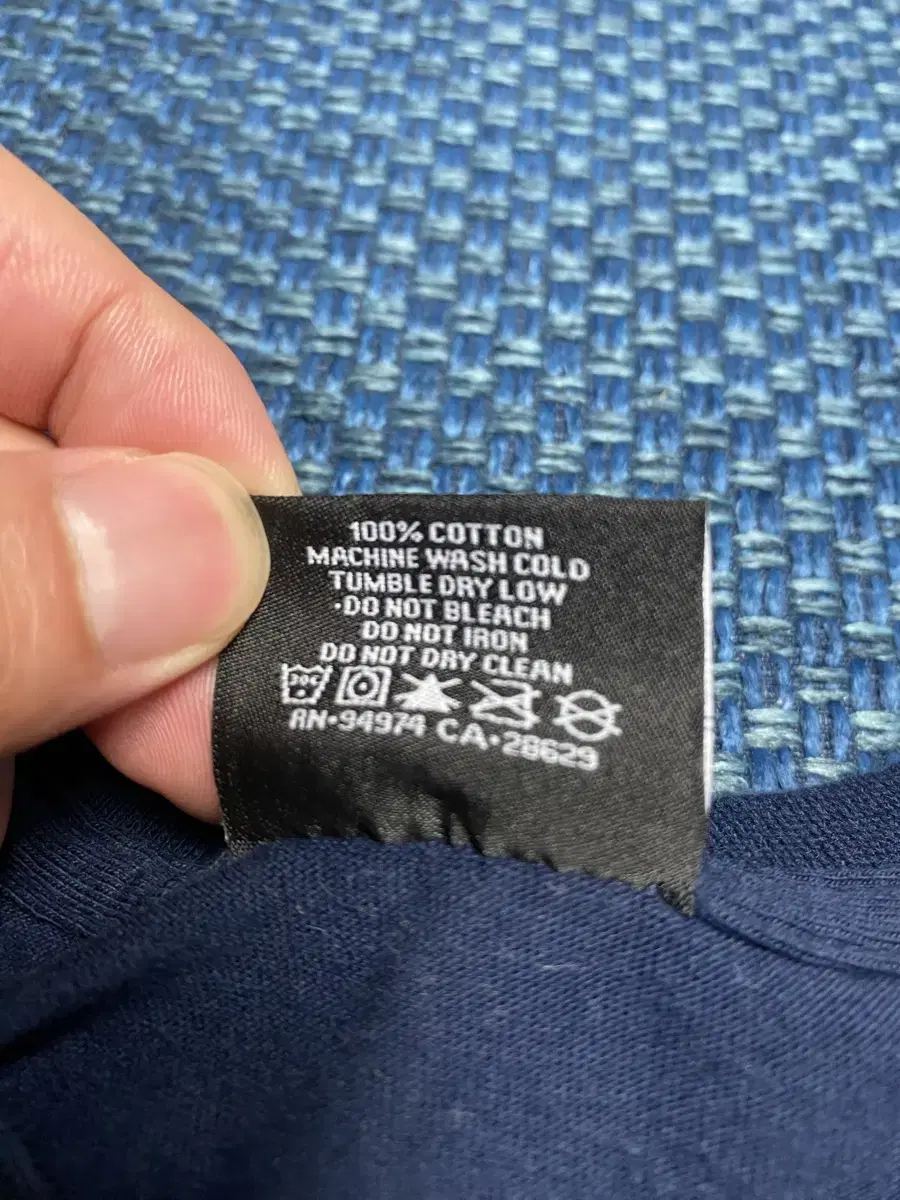 100% COTTON
MACHINE WASH COLD
TUMBLE DRY LOW
·DO NOT BLEACH
DO NOT IRON
DO NOT DRY CLEAN
30C
RN·94974 CA·28629